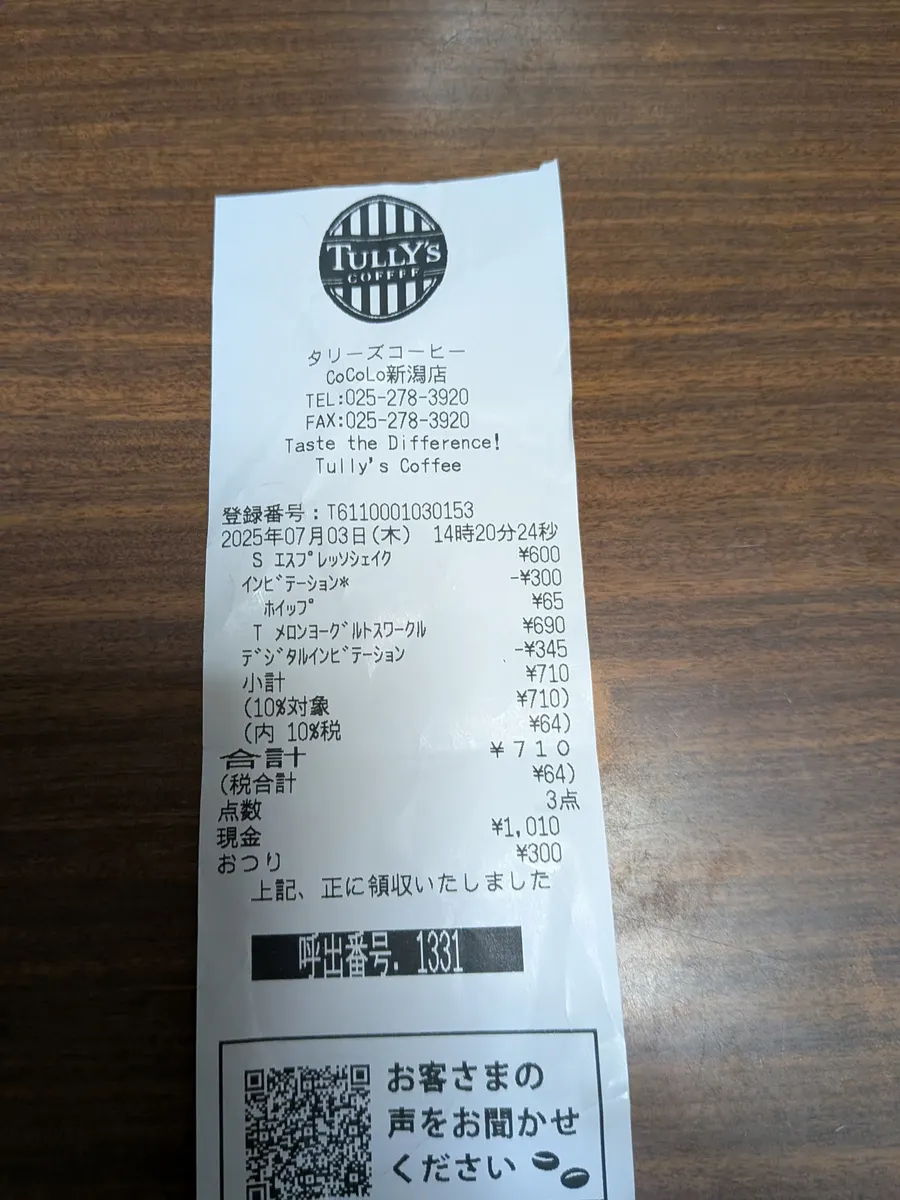 TULLY'S
COFFEE
タリーズコーヒー
CoCoLo新潟店
TEL:025-278-3920
FAX:025-278-3920
Taste the Difference!
Tully's Coffee
登録番号:T6110001030153
2025年07月03日(木) 14時20分24秒
S ｴｽﾌﾟﾚｯｿｼｪｲｸ ¥600
ｲﾝﾋﾞﾃｰｼｮﾝ* -¥300
ﾎｲｯﾌﾟ ¥65
T ﾒﾛﾝﾖｰｸﾞﾙﾄｽﾜｰｸﾙ ¥690
ﾃﾞｼﾞﾀﾙｲﾝﾋﾞﾃｰｼｮﾝ -¥345
小計 ¥710
(10%対象 ¥710)
(内 10%税 ¥64)
合計 ¥710
(税合計 ¥64)
点数 3点
現金 ¥1,010
おつり ¥300
上記、正に領収いたしました
呼出番号. 1331
お客さまの
声をお聞かせ
ください